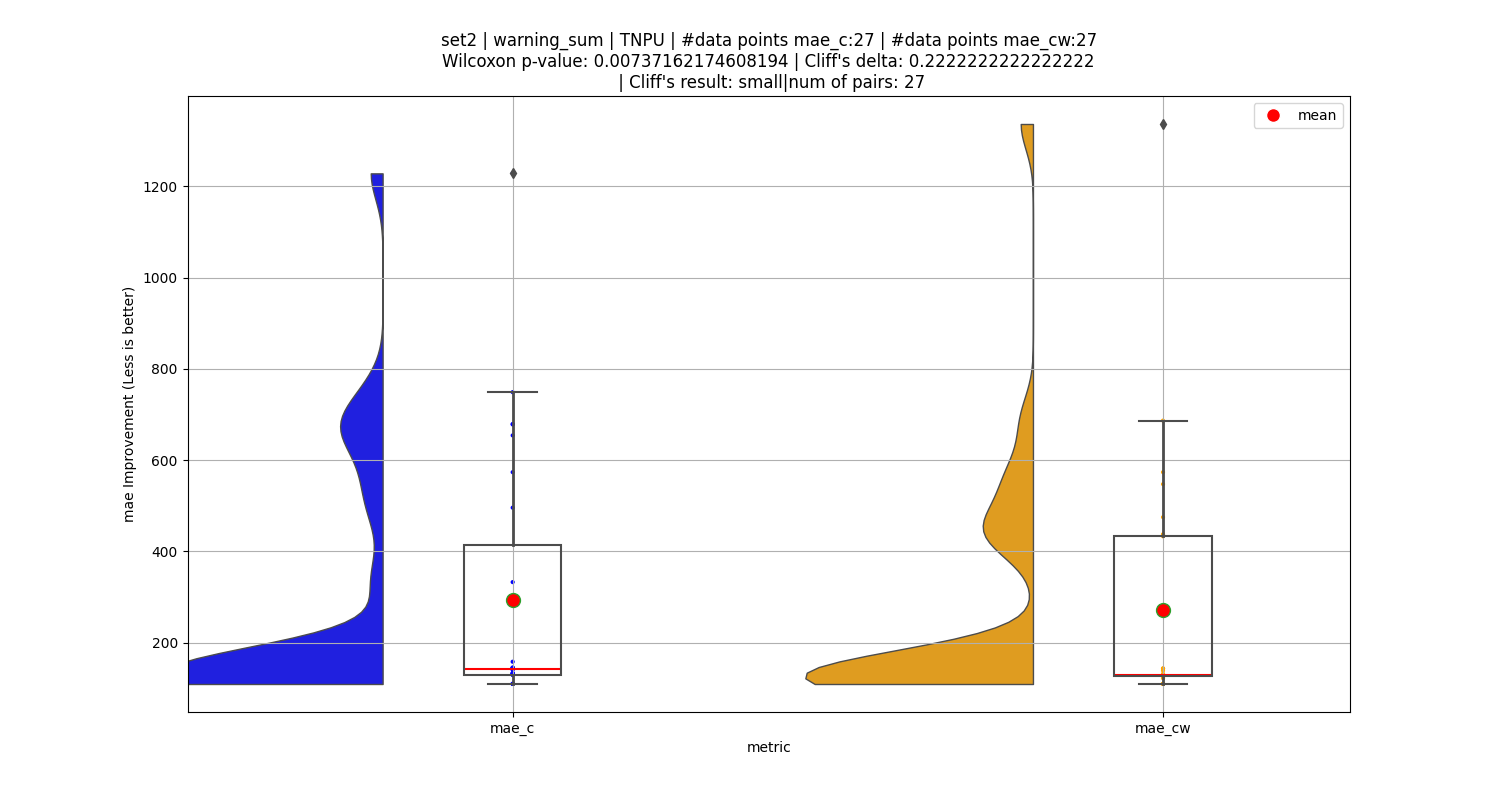 set2 | warning_sum | TNPU | #data points mae_c:27 | #data points mae_cw:27
Wilcoxon p-value: 0.00737162174608194 | Cliff's delta: 0.2222222222222222
| Cliff's result: small|num of pairs: 27
mean
1200
1000
800
600
400
200
mae Improvement (Less is better)
mae_c
mae_cw
metric